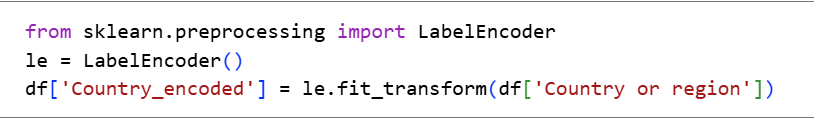 from sklearn.preprocessing import LabelEncoder
le = LabelEncoder()
df['Country_encoded'] = le.fit_transform(df['Country or region'])